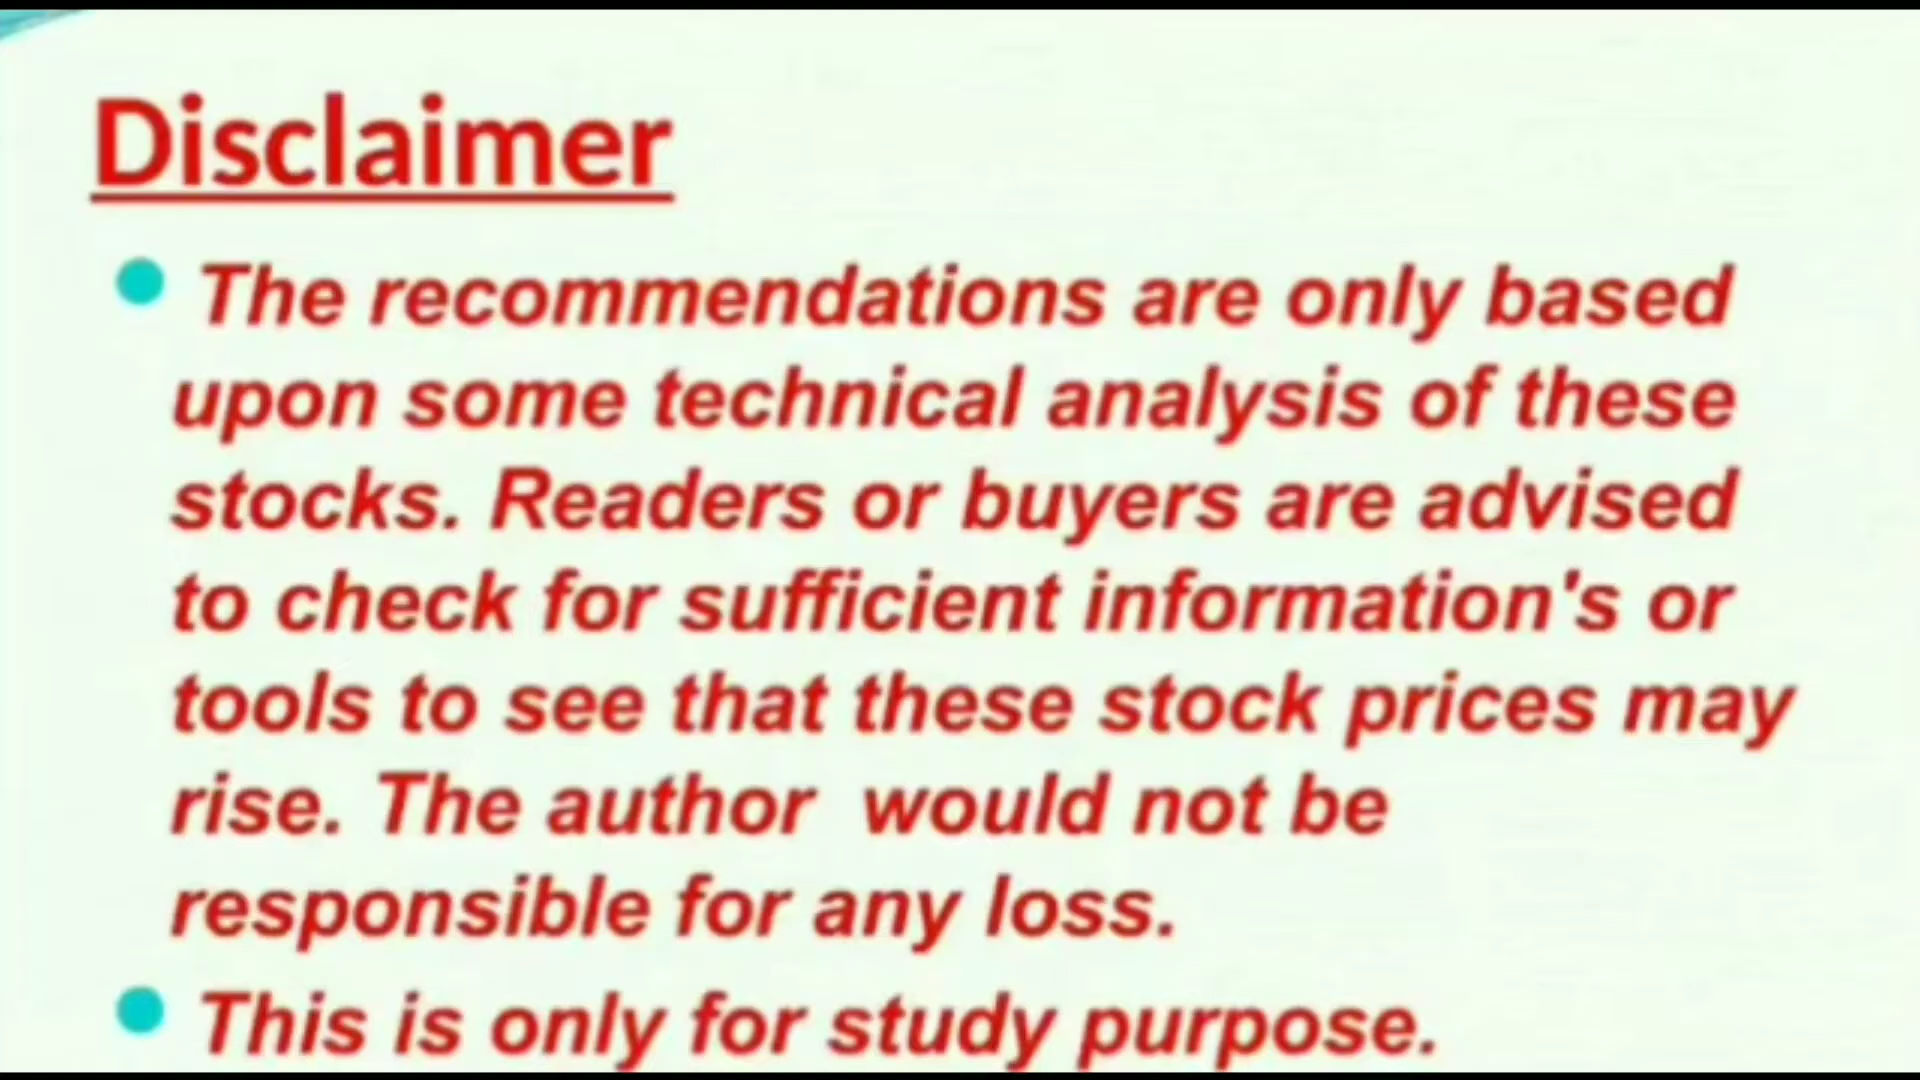 Disclaimer
The recommendations are only based
upon some technical analysis of these
stocks. Readers or buyers are advised
to check for sufficient information's or
tools to see that these stock prices may
rise. The author  would not be
responsible for any loss.
This is only for study purpose.